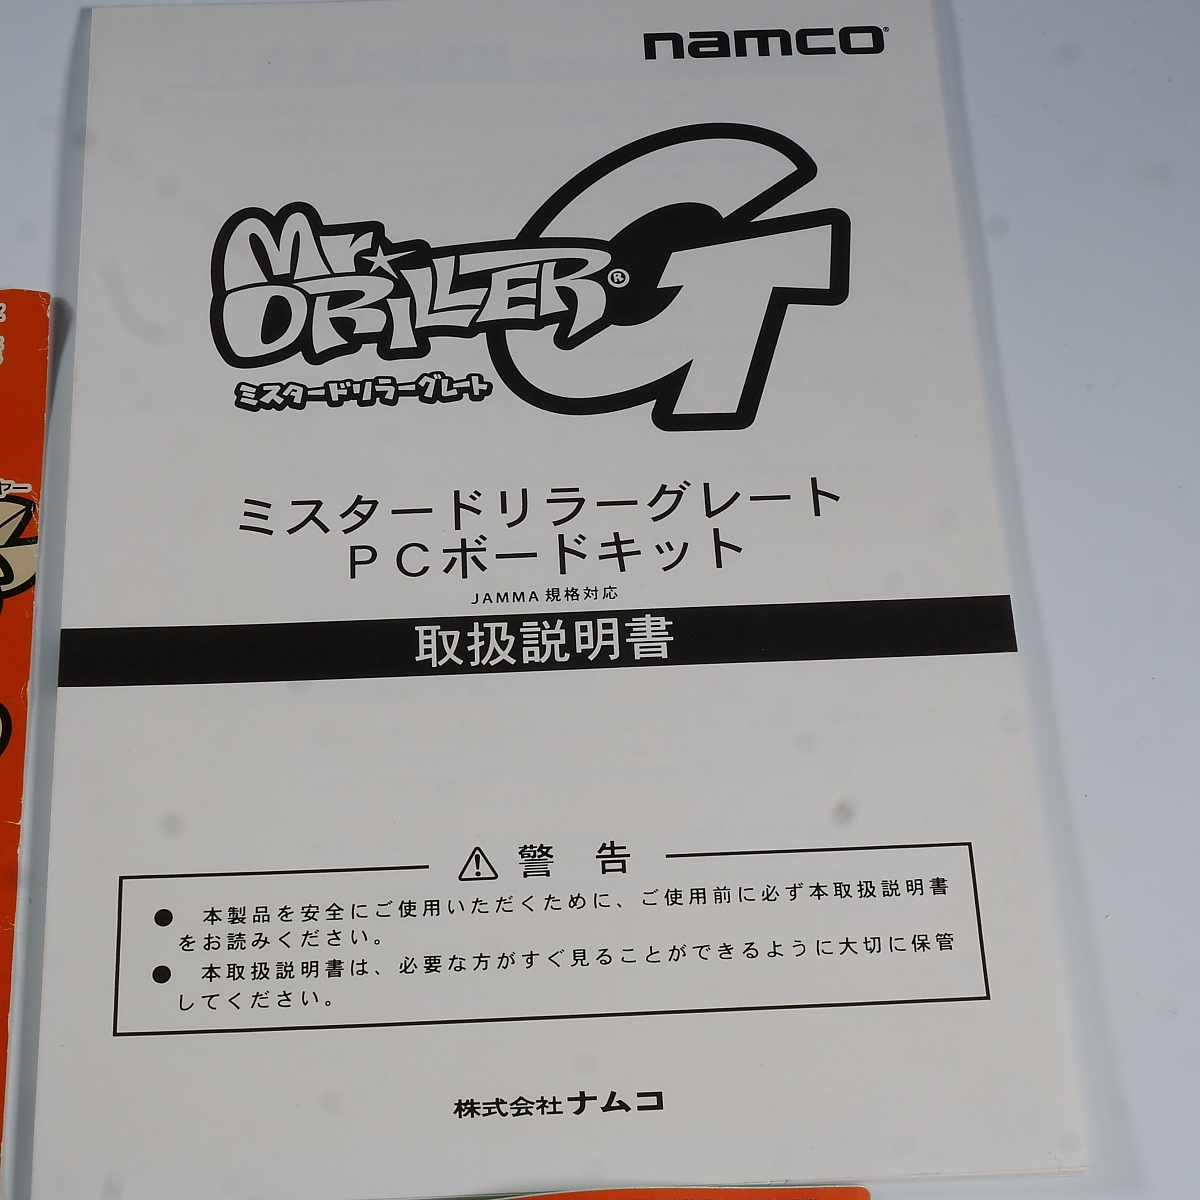 namco®
Mr. DRILLER® G
ミスタードリラーグレート
ミスタードリラーグレート
PCボードキット
JAMMA 規格対応
取扱説明書
警 告
● 本製品を安全にご使用いただくために、ご使用前に必ず本取扱説明書
をお読みください。
● 本取扱説明書は、必要な方がすぐ見ることができるように大切に保管
してください。
株式会社ナムコ
ヤー